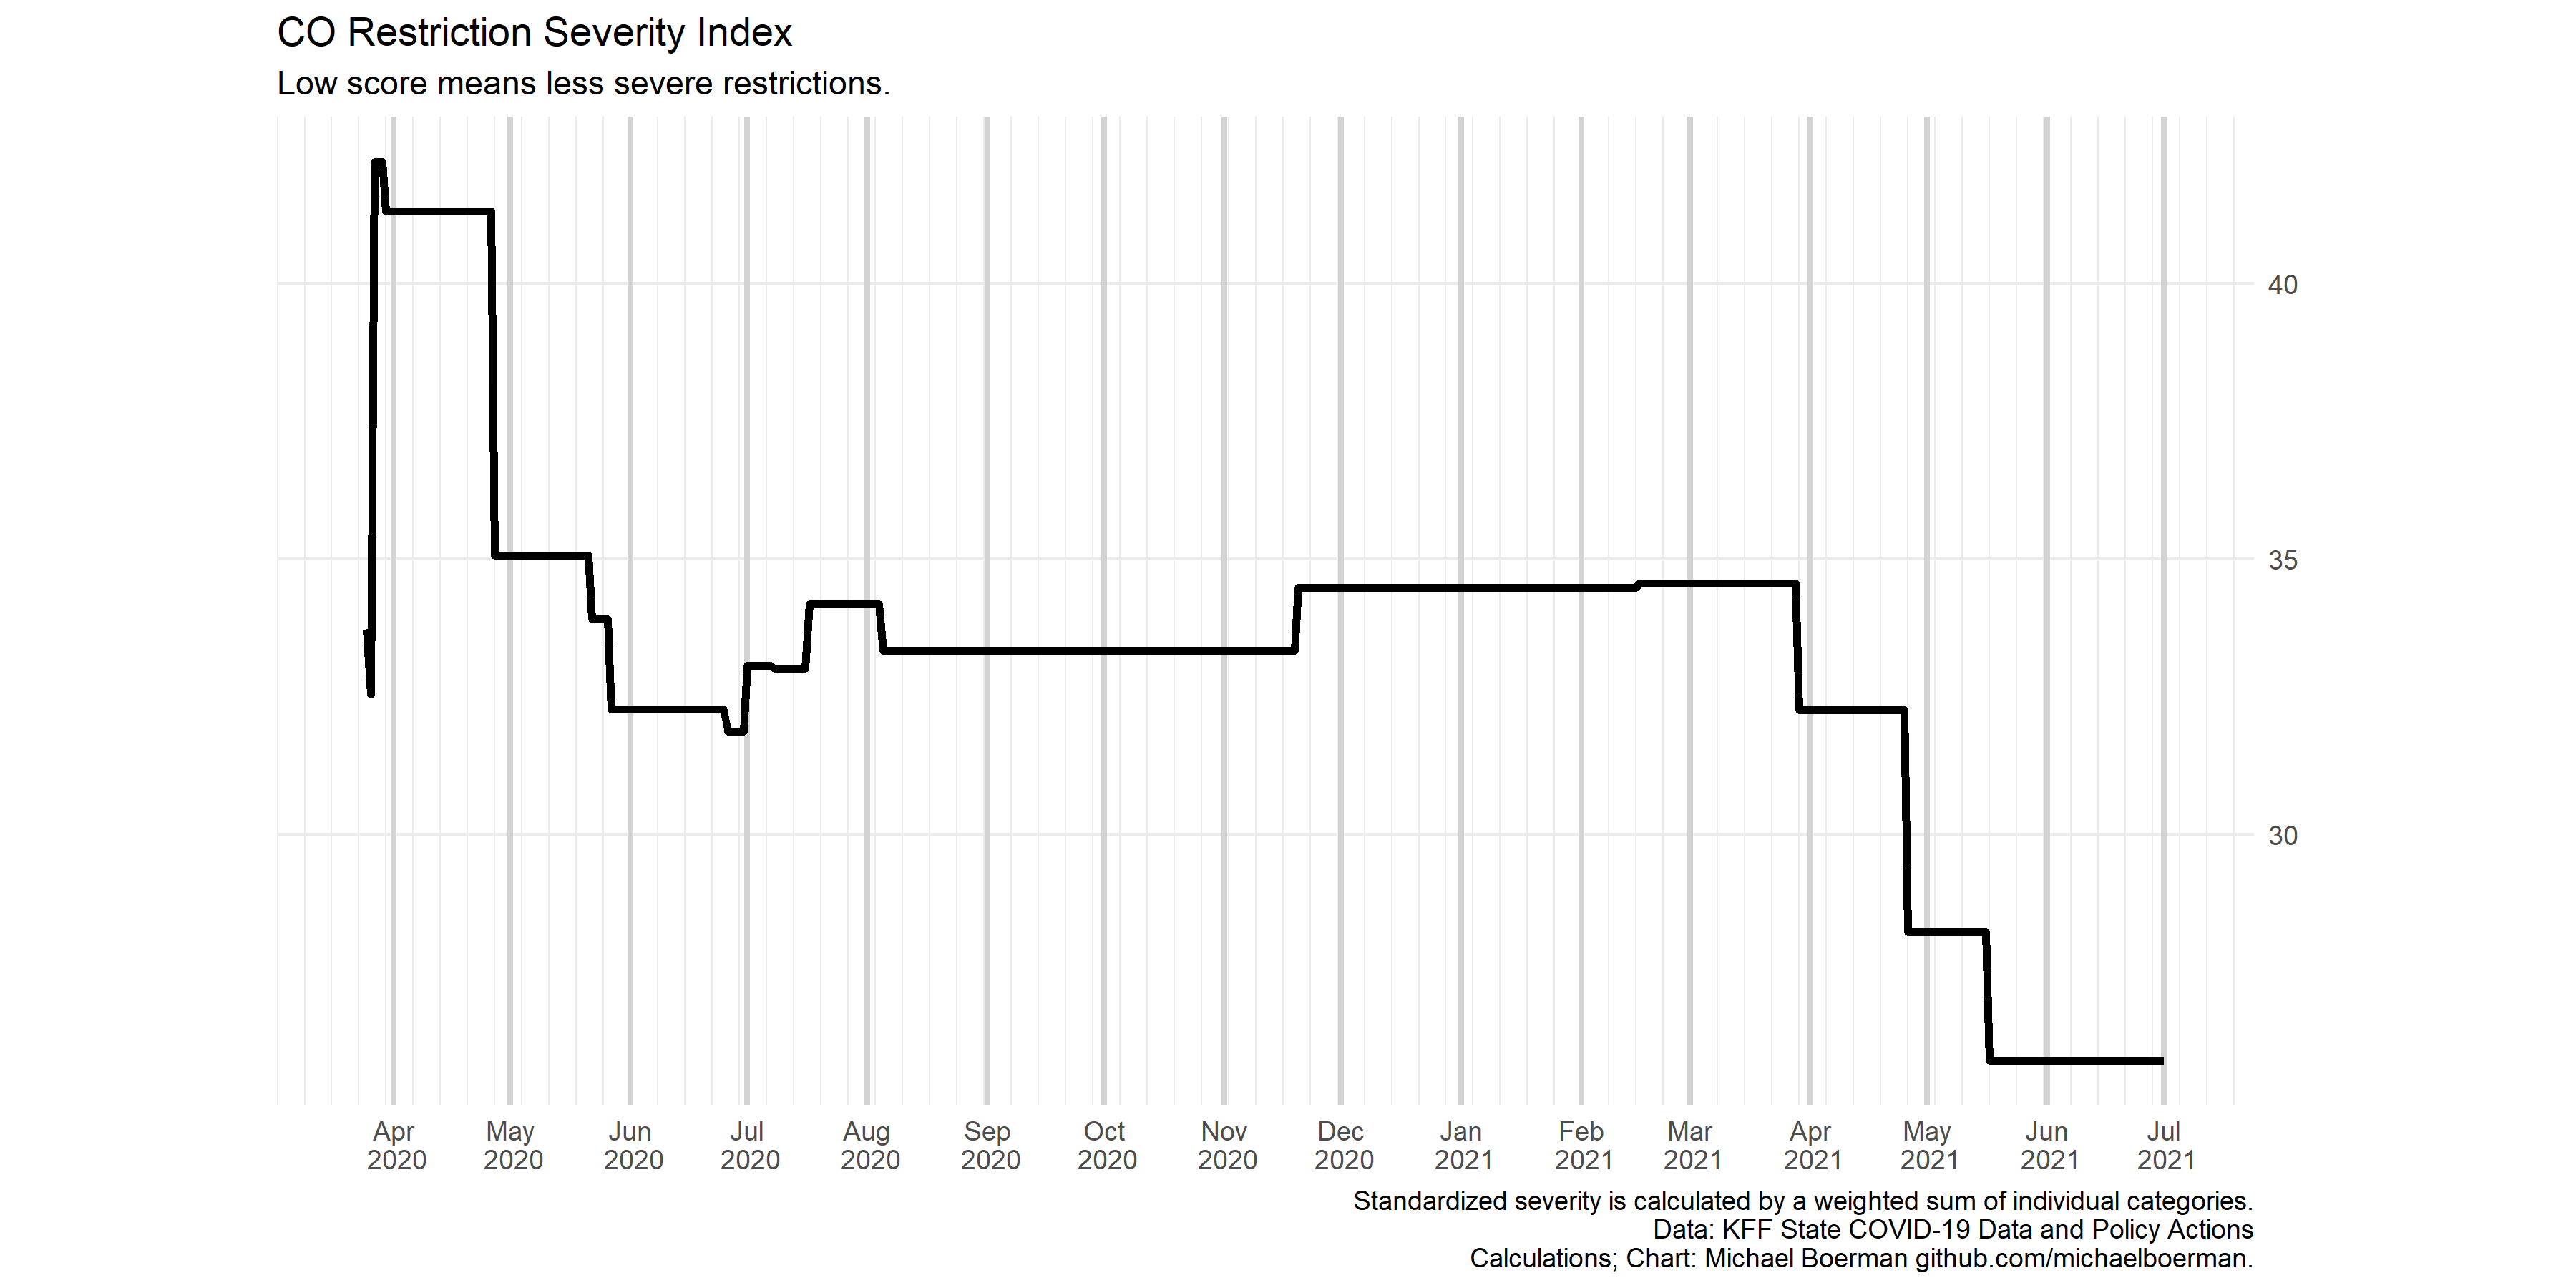 CO Restriction Severity Index
Low score means less severe restrictions.
40
35
30
Apr May Jun Jul Aug Sep Oct Nov Dec Jan Feb Mar Apr May Jun Jul
2020 2020 2020 2020 2020 2020 2020 2020 2020 2021 2021 2021 2021 2021 2021 2021
Standardized severity is calculated by a weighted sum of individual categories.
Data: KFF State COVID-19 Data and Policy Actions
Calculations; Chart: Michael Boerman github.com/michaelboerman.